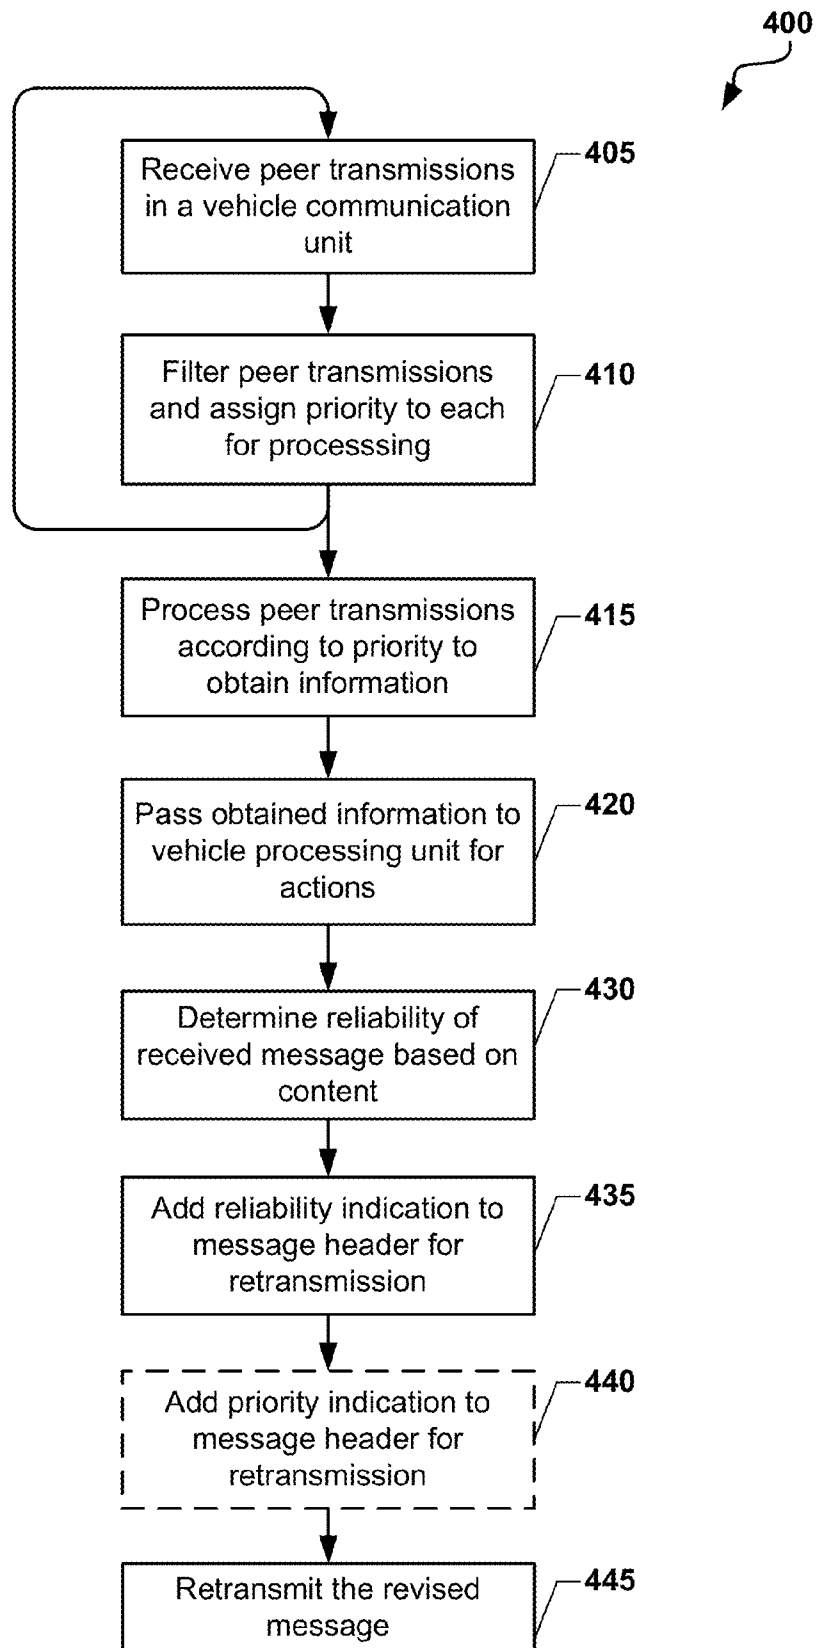 400
Receive peer transmissions
in a vehicle communication
unit
405
Filter peer transmissions
and assign priority to each
for processsing
410
Process peer transmissions
according to priority to
obtain information
415
Pass obtained information to
vehicle processing unit for
actions
420
Determine reliability of
received message based on
content
430
Add reliability indication to
message header for
retransmission
435
Add priority indication to
message header for
retransmission
440
Retransmit the revised
message
445